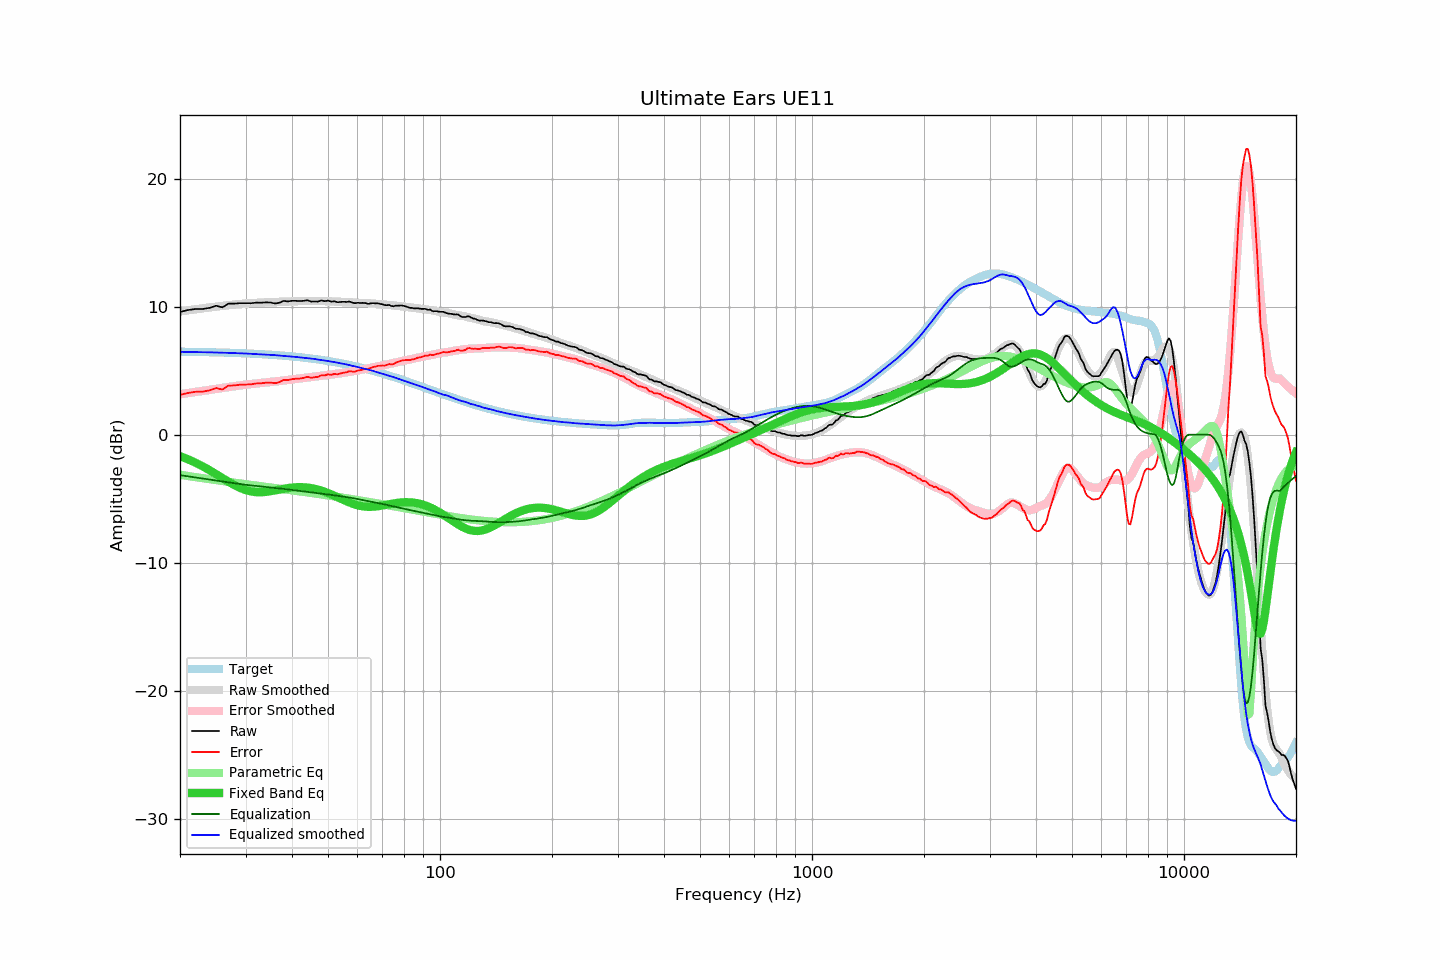 Ultimate Ears UE11
20
10
0
−10
−20
−30
Amplitude (dBr)
Target
Raw Smoothed
Error Smoothed
Raw
Error
Parametric Eq
Fixed Band Eq
Equalization
Equalized smoothed
100
1000
10000
Frequency (Hz)